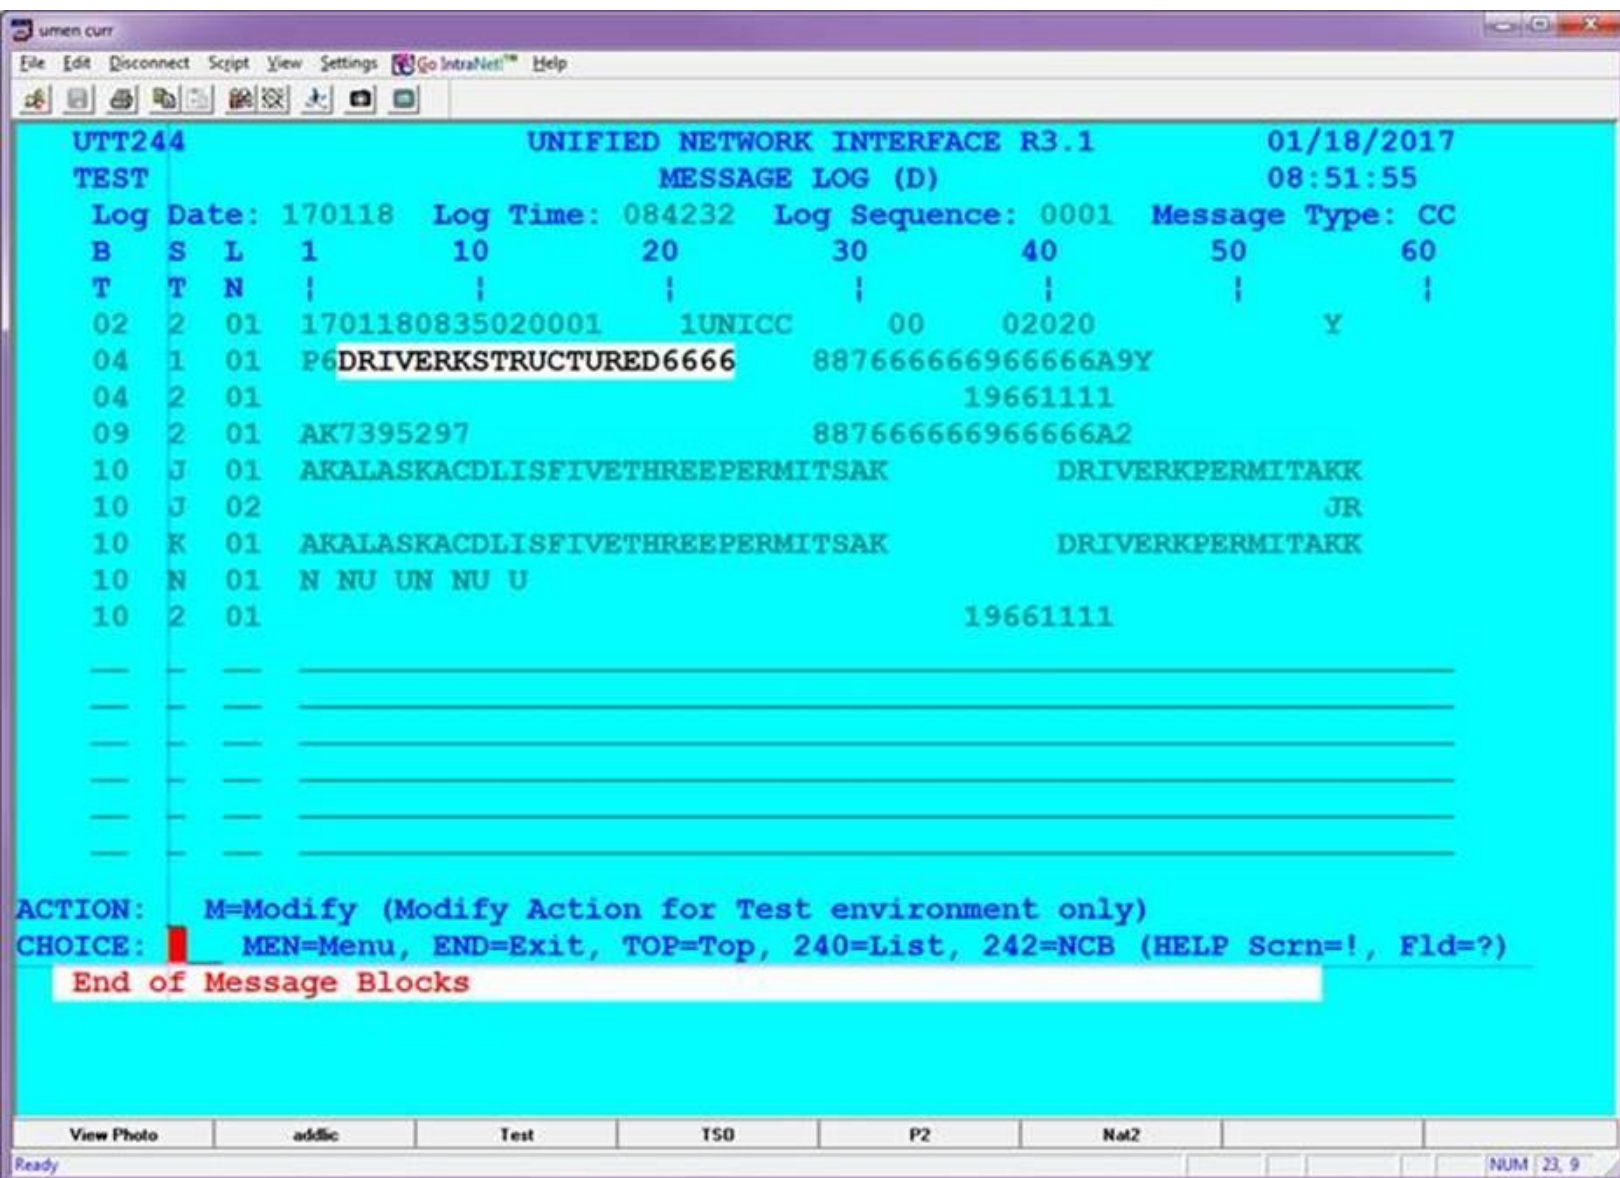 umen curr
File Edit Disconnect Script View Settings Go IntraNet!™ Help
UTT244 UNIFIED NETWORK INTERFACE R3.1 01/18/2017
TEST MESSAGE LOG (D) 08:51:55
Log Date: 170118 Log Time: 084232 Log Sequence: 0001 Message Type: CC
B S L 1 10 20 30 40 50 60
T T N ¦ ¦ ¦ ¦ ¦ ¦ ¦
02 2 01 1701180835020001 1UNICC 00 02020 Y
04 1 01 P6DRIVERKSTRUCTURED6666 887666666966666A9Y
04 2 01 19661111
09 2 01 AK7395297 887666666966666A2
10 J 01 AKALASKACDLISFIVETHREEPERMITSAK DRIVERKPERMITAKK
10 J 02 JR
10 K 01 AKALASKACDLISFIVETHREEPERMITSAK DRIVERKPERMITAKK
10 N 01 N NU UN NU U
10 2 01 19661111
ACTION: M=Modify (Modify Action for Test environment only)
CHOICE: MEN=Menu, END=Exit, TOP=Top, 240=List, 242=NCB (HELP Scrn=!, Fld=?)
End of Message Blocks
View Photo addlic Test TSO P2 Nat2
Ready NUM 23, 9